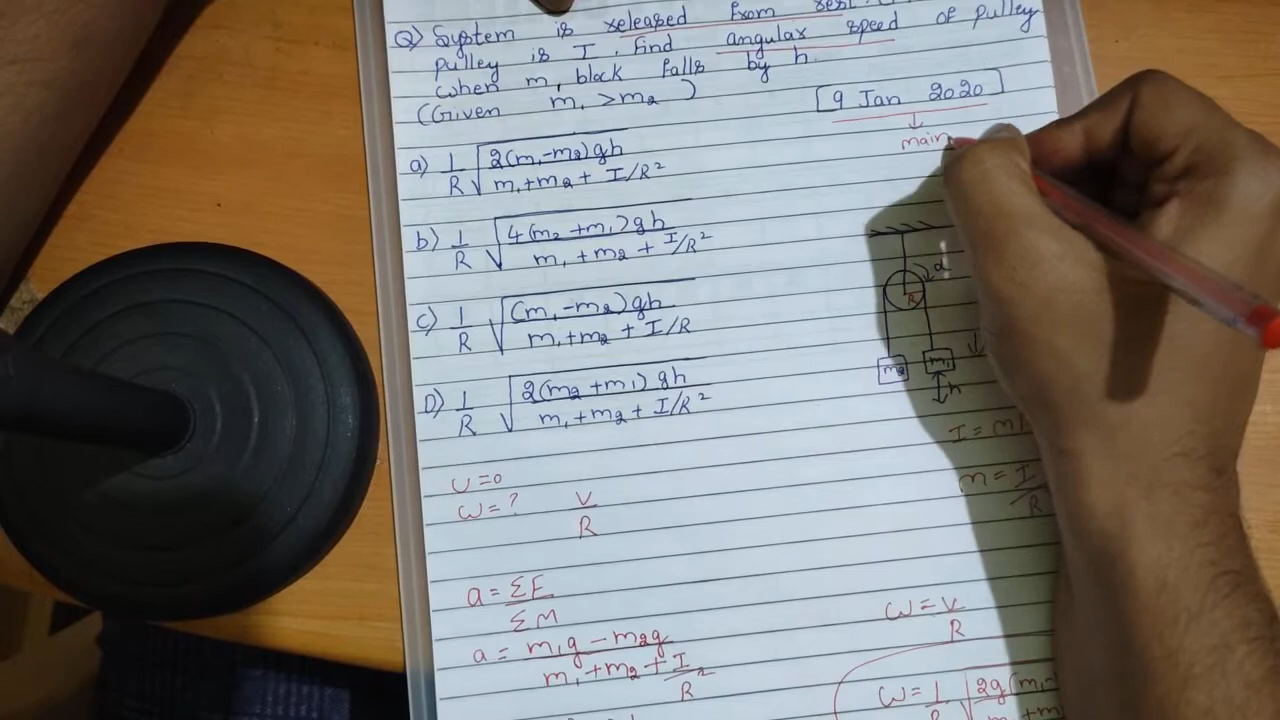 Q) System is released from rest.
pulley is I. Find angular speed of pulley
when m₁ block falls by h.
(Given m₁ > m₂)
[9 Jan 2020]
↓
main
a) 1/R √(2(m₁-m₂)gh / m₁+m₂+ I/R²)
b) 1/R √(4(m₂+m₁)gh / m₁+m₂+I/R²)
c) 1/R √((m₁-m₂)gh / m₁+m₂+I/R)
D) 1/R √(2(m₂+m₁)gh / m₁+m₂+I/R²)
α
R
m₂
m₁
h
m = I/R
U=0
ω=?
V/R
a = ΣF/ΣM
a = m₁g - m₂g / m₁+m₂+I/R²
ω = V/R